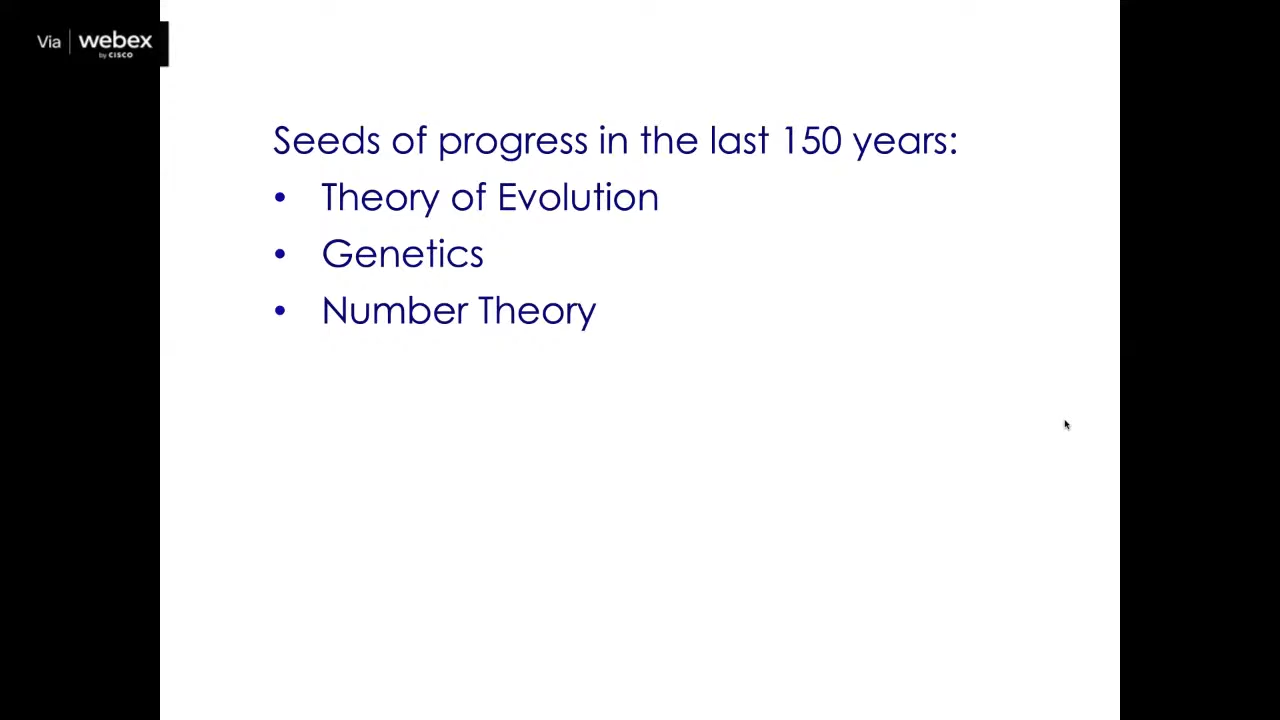 Via webex
by CISCO
Seeds of progress in the last 150 years:
• Theory of Evolution
• Genetics
• Number Theory